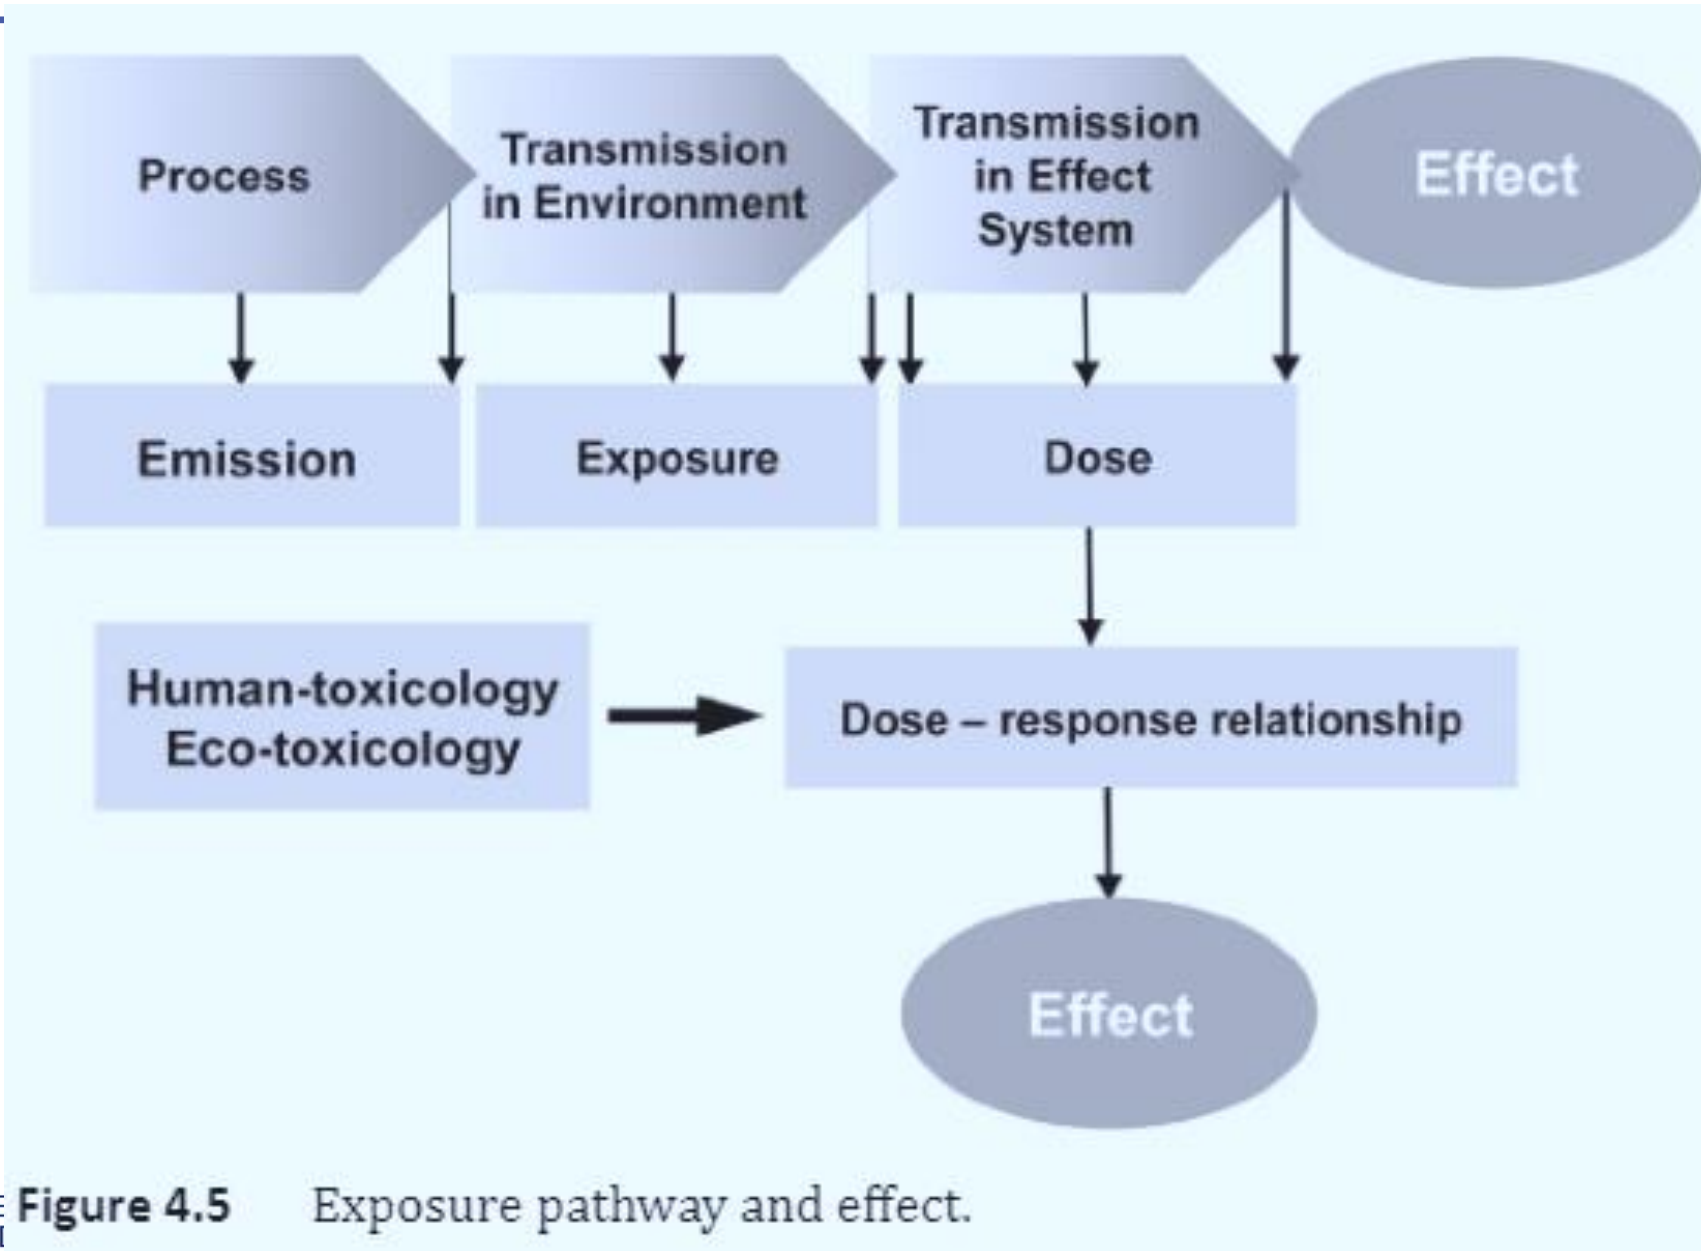 Process
Transmission
in Environment
Transmission
in Effect
System
Effect
Emission
Exposure
Dose
Human-toxicology
Eco-toxicology
Dose – response relationship
Effect
Figure 4.5 Exposure pathway and effect.